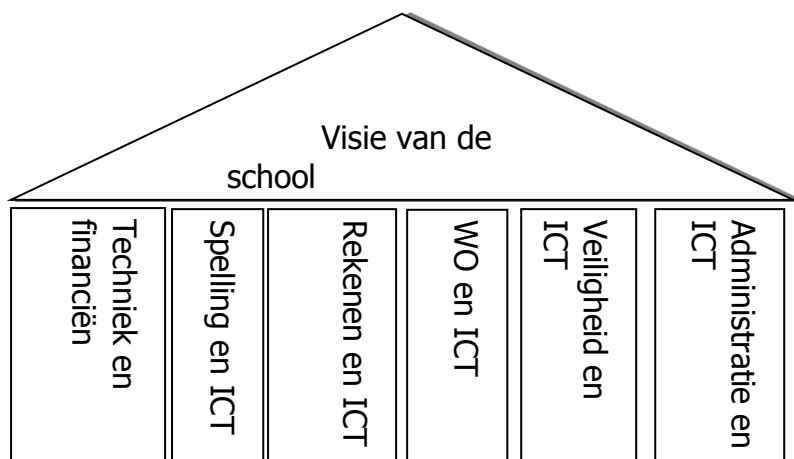 Visie van de
school
Techniek en
financiën
Spelling en ICT
Rekenen en ICT
WO en ICT
Veiligheid en
ICT
Administratie en
ICT